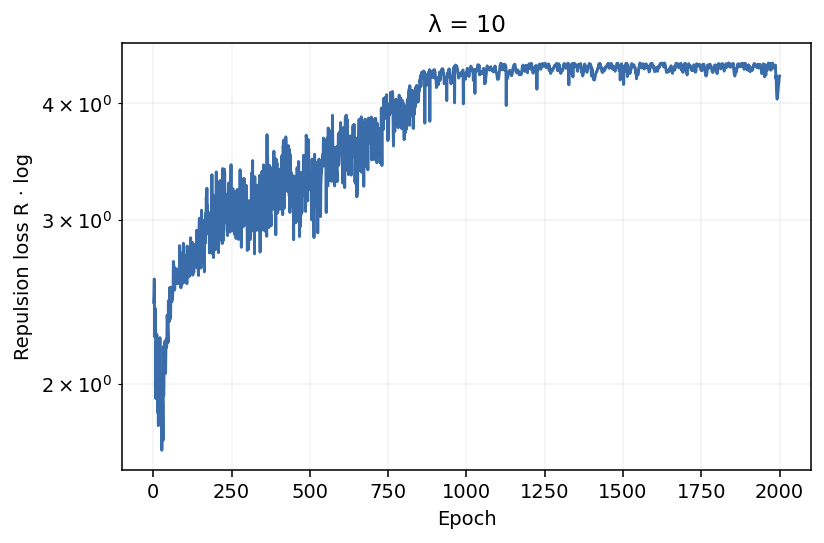 λ = 10
Repulsion loss R · log
4 × 10⁰
3 × 10⁰
2 × 10⁰
0 250 500 750 1000 1250 1500 1750 2000
Epoch